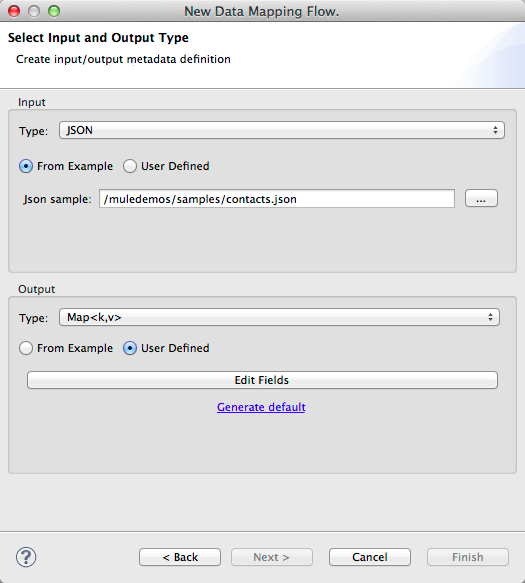 New Data Mapping Flow.
Select Input and Output Type
Create input/output metadata definition
Input
Type: JSON
From Example User Defined
Json sample: /muledemos/samples/contacts.json ...
Output
Type: Map<k,v>
From Example User Defined
Edit Fields
Generate default
? < Back Next > Cancel Finish